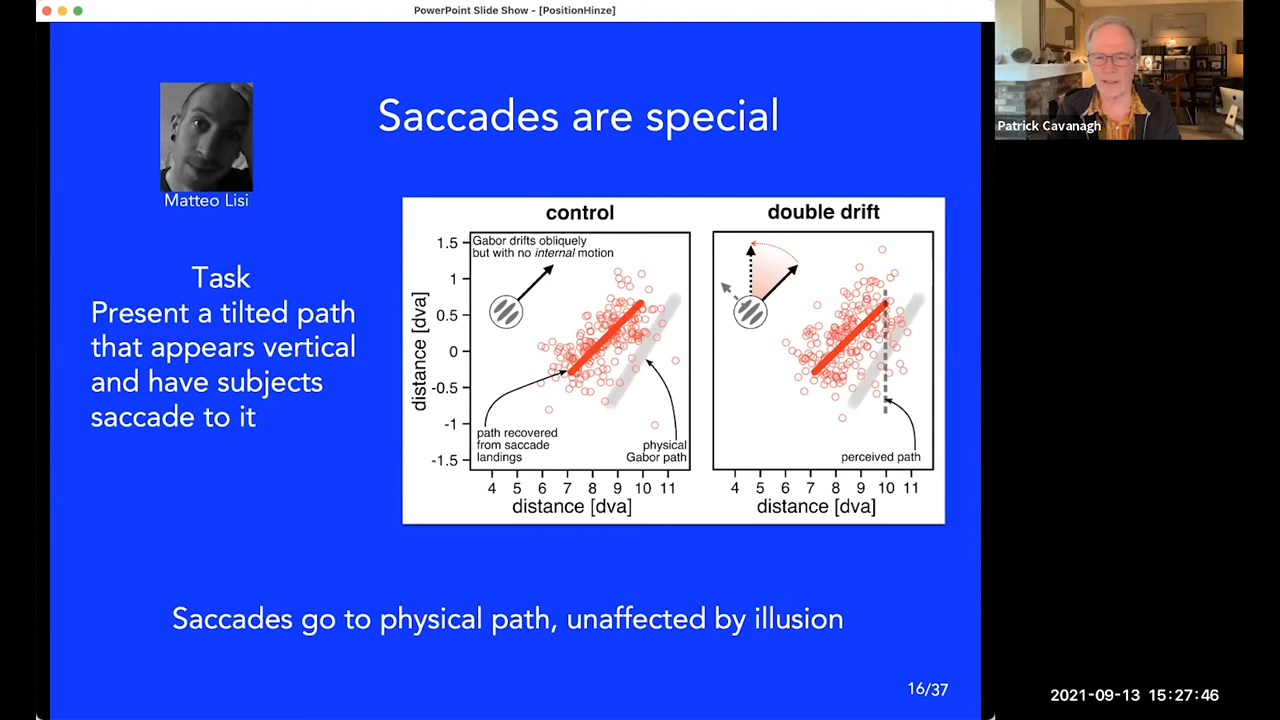 PowerPoint Slide Show - [PositionHinze]
Patrick Cavanagh
Saccades are special
Matteo Lisi
Task
Present a tilted path
that appears vertical
and have subjects
saccade to it
control
Gabor drifts obliquely
but with no internal motion
1.5
1
0.5
0
-0.5
-1
-1.5
distance [dva]
path recovered
from saccade
landings
physical
Gabor path
4 5 6 7 8 9 10 11
distance [dva]
double drift
perceived path
4 5 6 7 8 9 10 11
distance [dva]
Saccades go to physical path, unaffected by illusion
16/37
2021-09-13 15:27:46